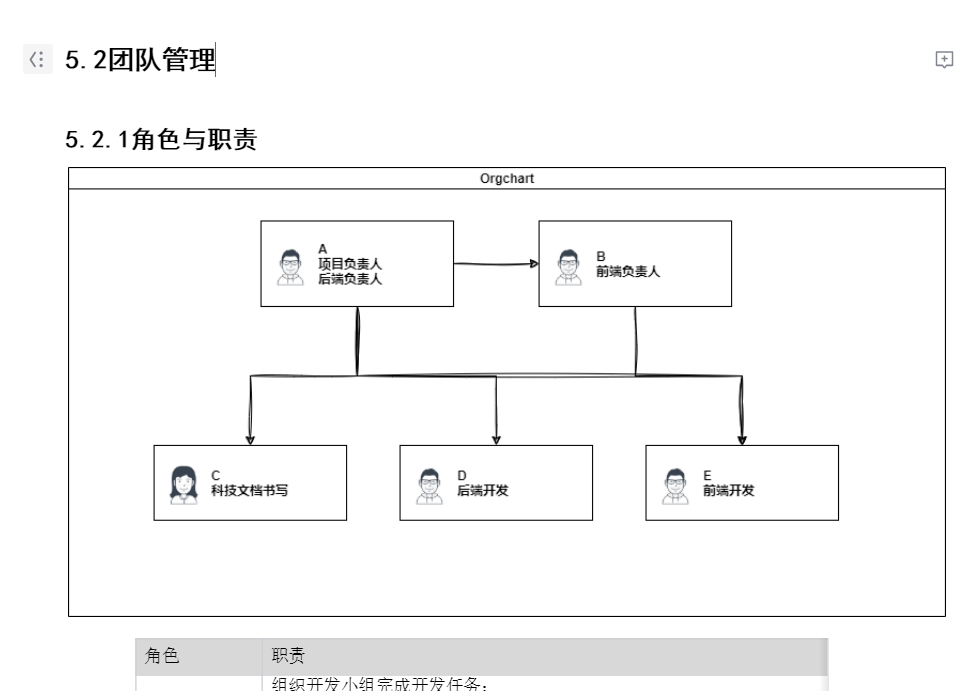 5.2团队管理
5.2.1角色与职责
Orgchart
A
项目负责人
后端负责人
B
前端负责人
C
科技文档书写
D
后端开发
E
前端开发
角色 职责
组织开发小组完成开发任务；